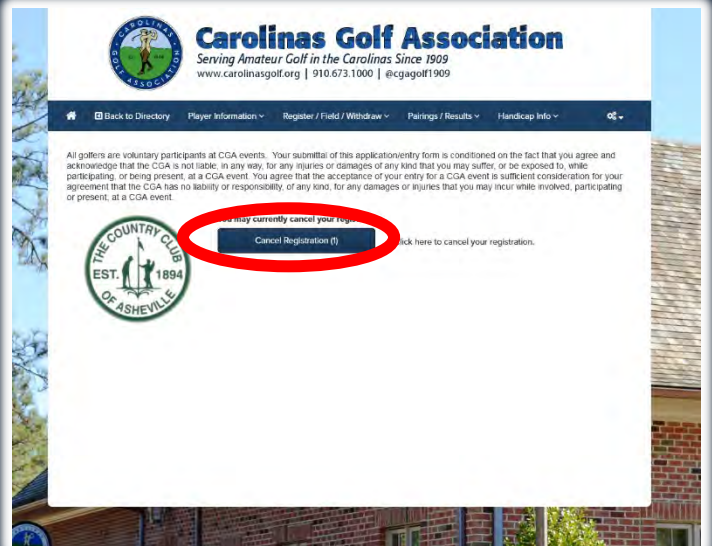 CAROLINAS
GOLF ASSOCIATION
Carolinas Golf Association
Serving Amateur Golf in the Carolinas Since 1909
www.carolinasgolf.org | 910.673.1000 | @cgagolf1909
Back to Directory Player Information Register / Field / Withdraw Pairings / Results Handicap Info
All golfers are voluntary participants at CGA events. Your submittal of this application/entry form is conditioned on the fact that you agree and
acknowledge that the CGA is not liable, in any way, for any injuries or damages of any kind that you may suffer, or be exposed to, while
participating, or being present, at a CGA event. You agree that the acceptance of your entry for a CGA event is sufficient consideration for your
agreement that the CGA has no liability or responsibility, of any kind, for any damages or injuries that you may incur while involved, participating
or present, at a CGA event.
may currently cancel your
Cancel Registration (1)
here to cancel your registration.
THE COUNTRY CLUB
EST. 1894
OF ASHEVILLE